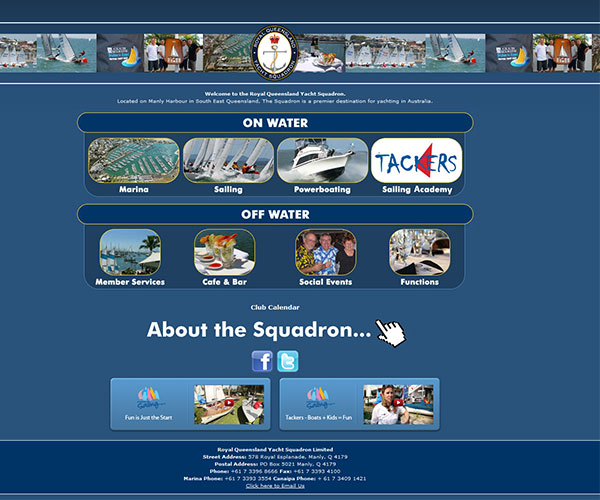 ROYAL QUEENSLAND
YACHT SQUADRON
Welcome to the Royal Queensland Yacht Squadron.
Located on Manly Harbour in South East Queensland, The Squadron is a premier destination for yachting in Australia.
ON WATER
TACKERS
Marina
Sailing
Powerboating
Sailing Academy
OFF WATER
Member Services
Cafe & Bar
Social Events
Functions
Club Calendar
About the Squadron...
Fun is Just the Start
Tackers - Boats + Kids = Fun
Royal Queensland Yacht Squadron Limited
Street Address: 578 Royal Esplanade, Manly, Q 4179
Postal Address: PO Box 5021 Manly, Q 4179
Phone: +61 7 3396 8666 Fax: +61 7 3393 4100
Marina Phone: +61 7 3393 3554 Canaipa Phone: + 61 7 3409 1421
Click here to Email Us